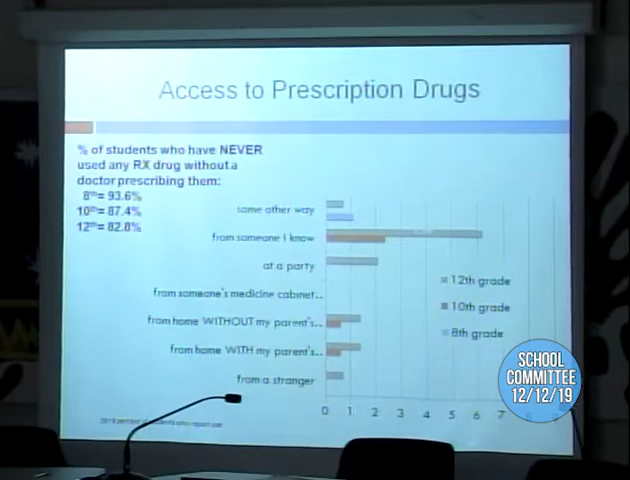 Access to Prescription Drugs
% of students who have NEVER
used any RX drug without a
doctor prescribing them:
8th= 93.6%
10th= 87.4%
12th= 82.8%
some other way
from someone I know
at a party
from someone's medicine cabinet...
from home WITHOUT my parent's...
from home WITH my parent's...
from a stranger
12th grade
10th grade
8th grade
0 1 2 3 4 5 6 7
SCHOOL
COMMITTEE
12/12/19